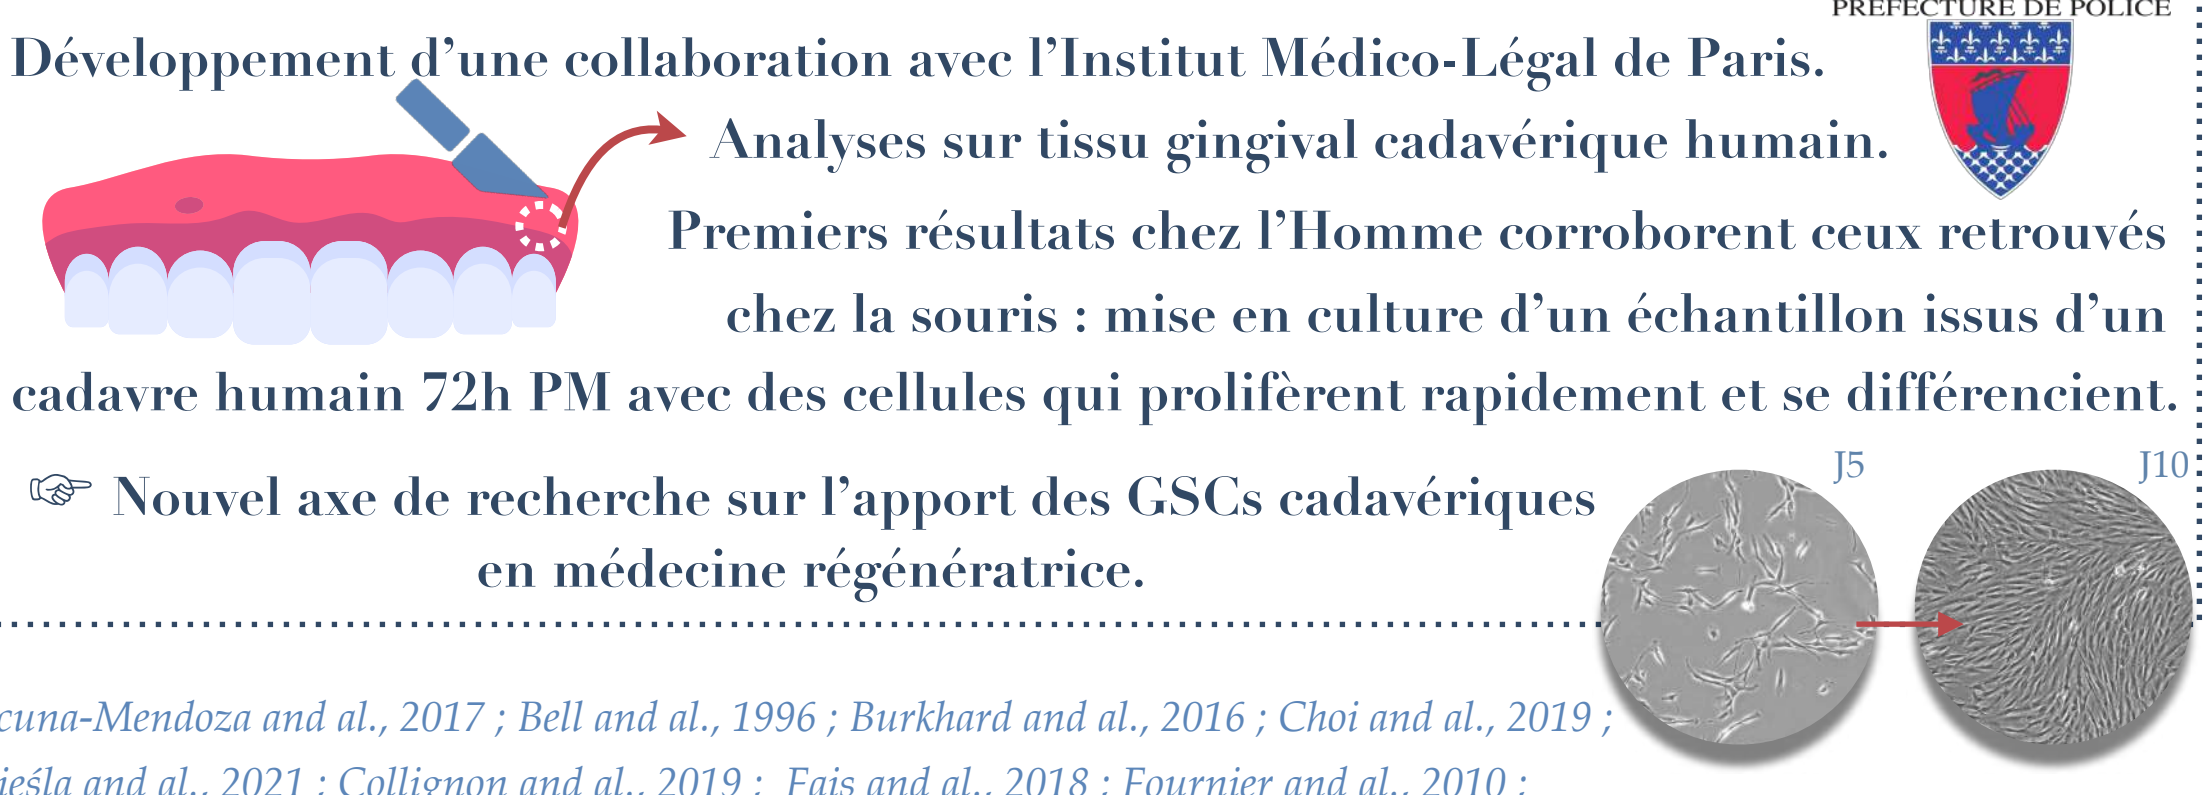 PREFECTURE DE POLICE
Développement d’une collaboration avec l’Institut Médico-Légal de Paris.
Analyses sur tissu gingival cadavérique humain.
Premiers résultats chez l’Homme corroborent ceux retrouvés
chez la souris : mise en culture d’un échantillon issus d’un
cadavre humain 72h PM avec des cellules qui prolifèrent rapidement et se différencient.
☞ Nouvel axe de recherche sur l’apport des GSCs cadavériques
en médecine régénératrice.
J5
J10
cuna-Mendoza and al., 2017 ; Bell and al., 1996 ; Burkhard and al., 2016 ; Choi and al., 2019 ;
ieśla and al., 2021 ; Collignon and al., 2019 ; Fais and al., 2018 ; Fournier and al., 2010 ;